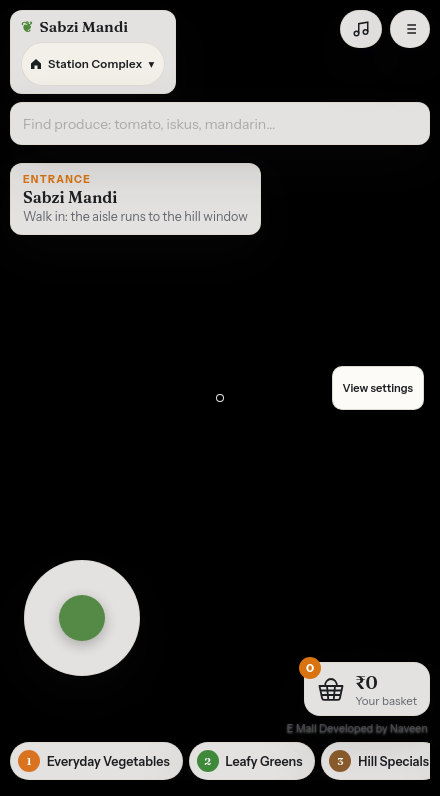 Sabzi Mandi
Station Complex ▼
Find produce: tomato, iskus, mandarin...
ENTRANCE
Sabzi Mandi
Walk in: the aisle runs to the hill window
View settings
0
₹0
Your basket
E Mall Developed by Naveen
1 Everyday Vegetables
2 Leafy Greens
3 Hill Specials